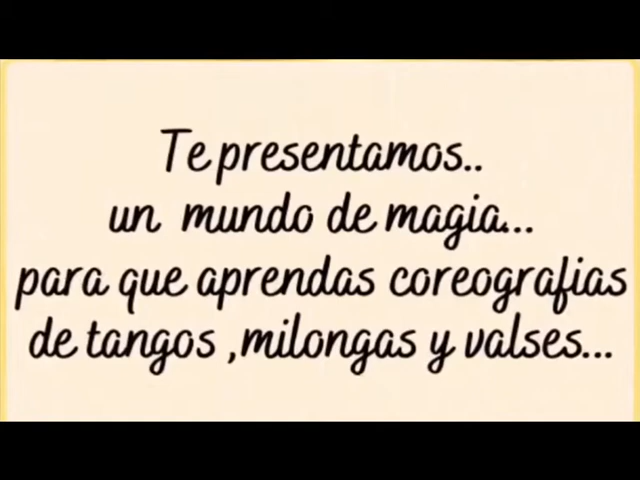 Te presentamos..
un mundo de magia...
para que aprendas coreografias
de tangos ,milongas y valses...